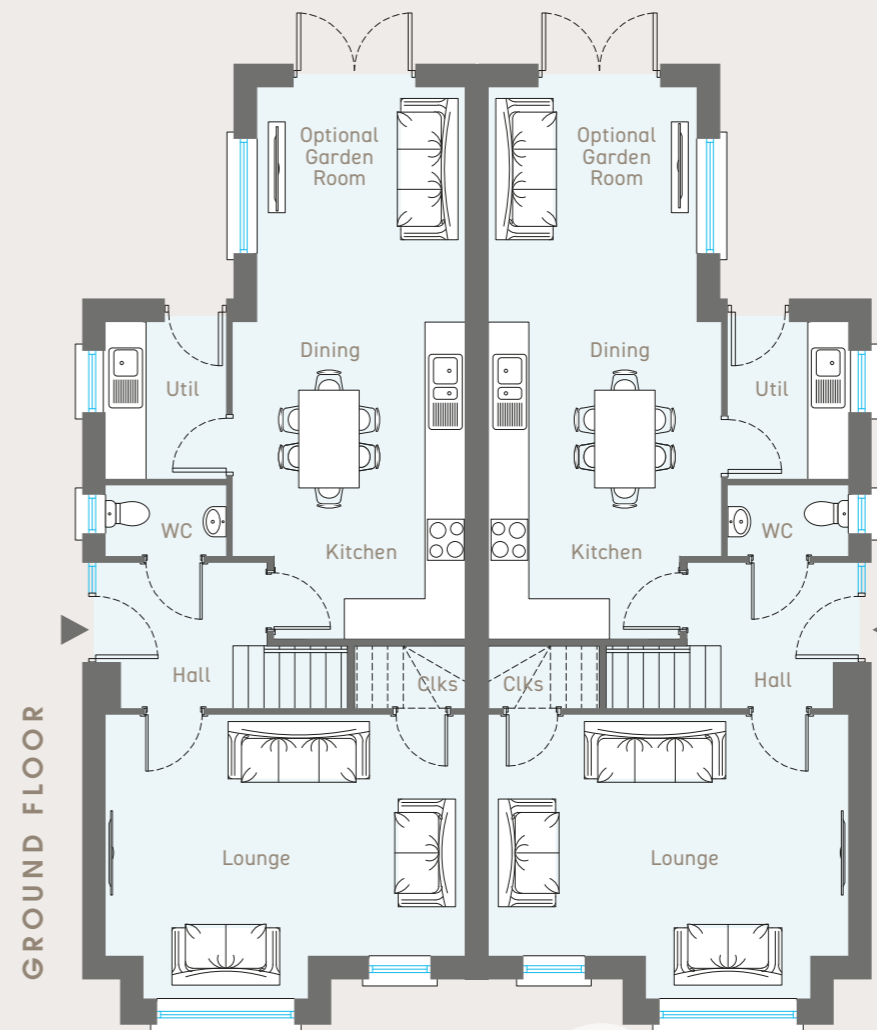 Optional
Garden
Room
Optional
Garden
Room
Dining
Dining
Util
Util
WC
WC
Kitchen
Kitchen
Hall
Clks
Clks
Hall
Lounge
Lounge
GROUND FLOOR